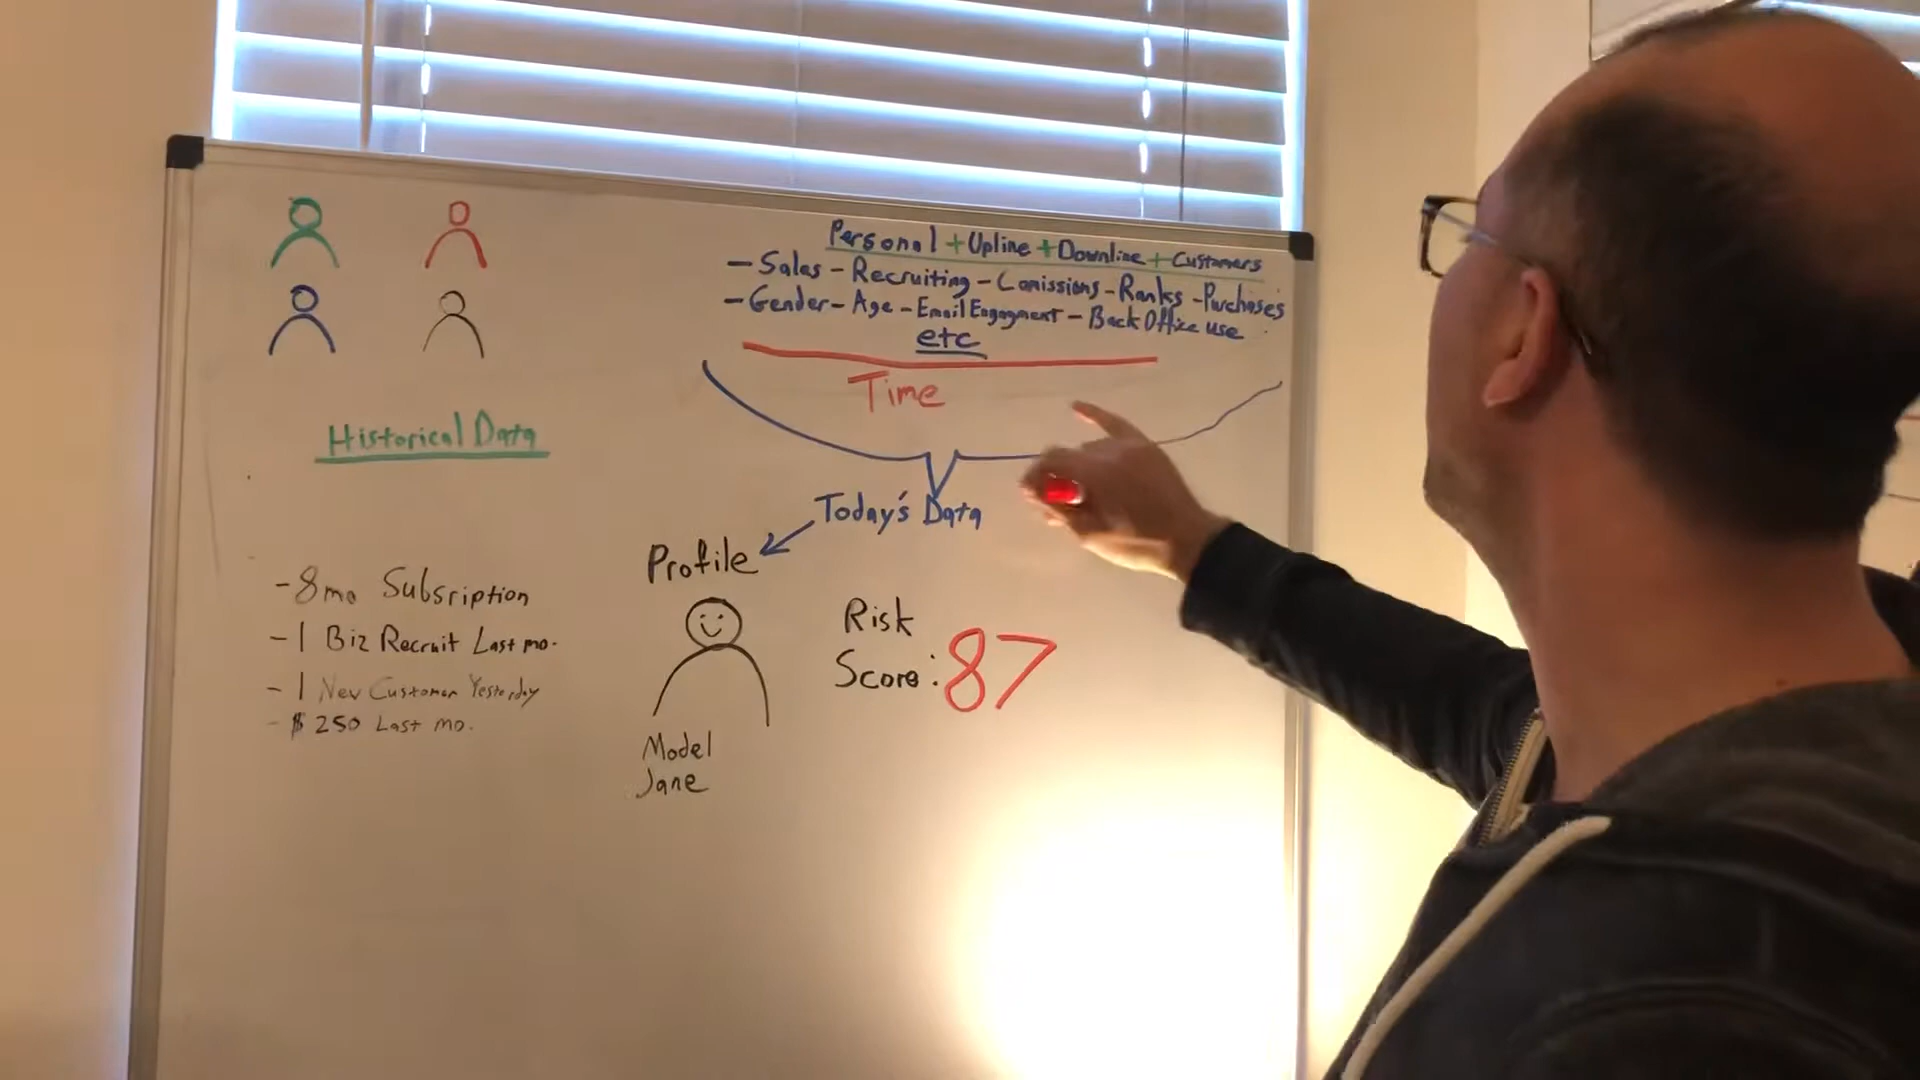 Personal + Upline + Downline + Customers
- Sales - Recruiting - Comissions - Ranks - Purchases
- Gender - Age - Email Engagment - Back Office use
etc
Time
Historical Data
Today's Data
Profile
- 8mo Subsription
- 1 Biz Recruit Last mo.
- 1 New Customer Yesterday
- $ 250 Last mo.
Risk
Score: 87
Model
Jane